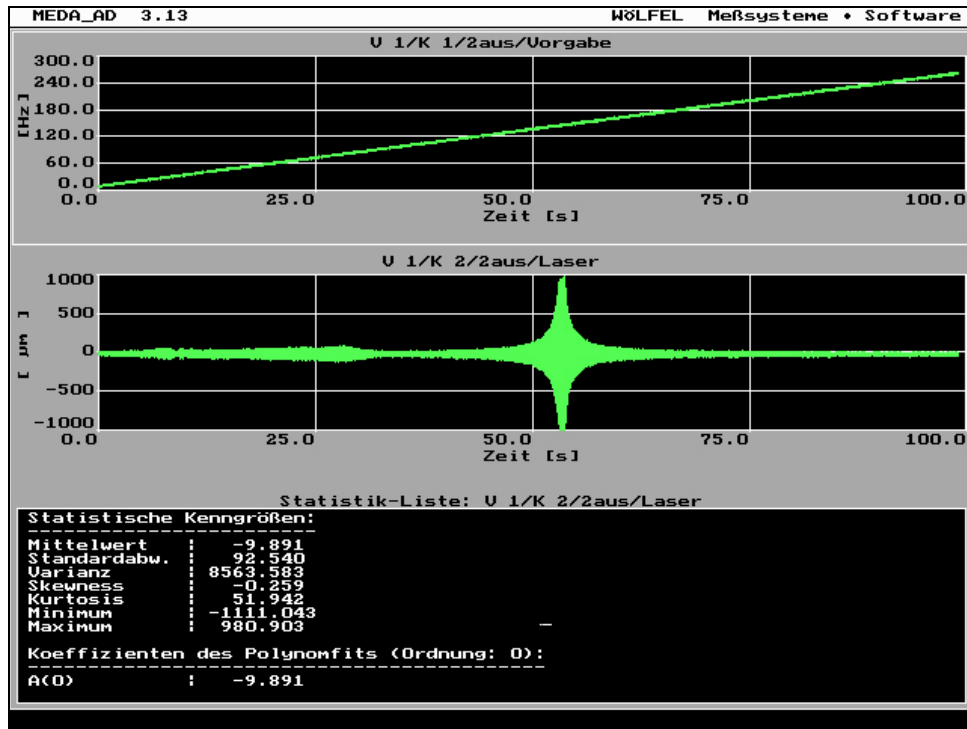 MEDA_AD 3.13 WÖLFEL Meßsysteme • Software
V 1/K 1/2aus/Vorgabe
300.0
240.0
180.0
120.0
60.0
0.0
[Hz]
0.0 25.0 50.0 75.0 100.0
Zeit [s]
V 1/K 2/2aus/Laser
1000
500
0
-500
-1000
[ µm ]
0.0 25.0 50.0 75.0 100.0
Zeit [s]
Statistik-Liste: V 1/K 2/2aus/Laser
Statistische Kenngrößen:
Mittelwert ¦ -9.891
Standardabw. ¦ 92.540
Varianz ¦ 8563.583
Skewness ¦ -0.259
Kurtosis ¦ 51.942
Minimum ¦ -1111.043
Maximum ¦ 980.903
Koeffizienten des Polynomfits (Ordnung: 0):
A(0) ¦ -9.891